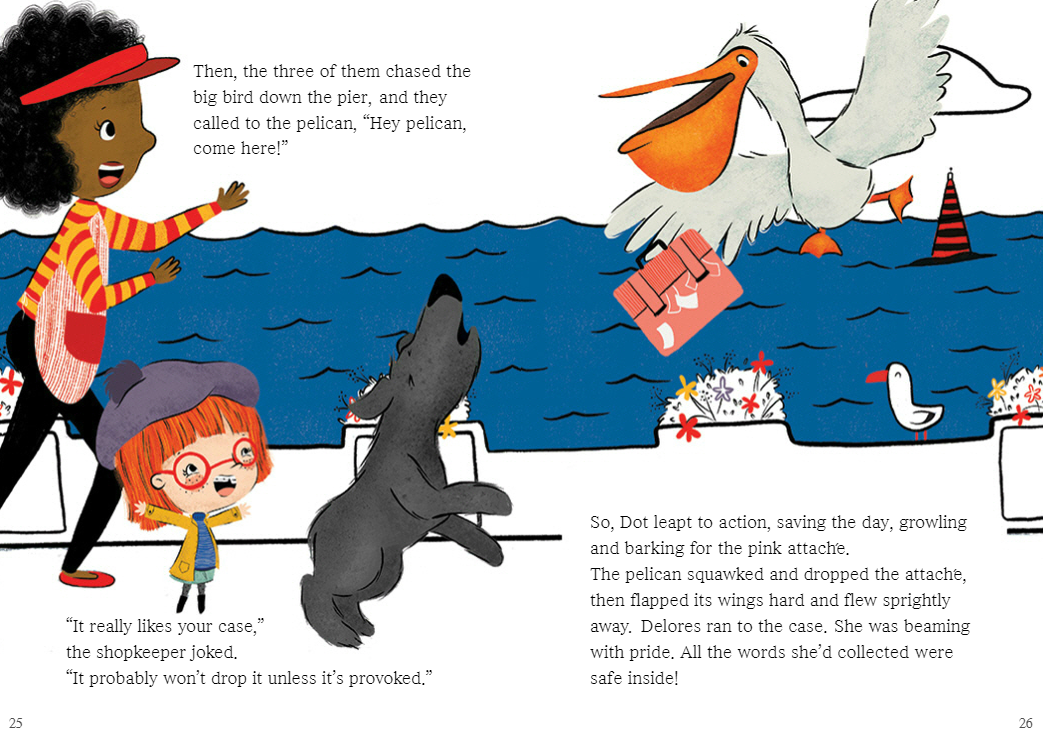 Then, the three of them chased the
big bird down the pier, and they
called to the pelican, “Hey pelican,
come here!”
“It really likes your case,”
the shopkeeper joked.
“It probably won’t drop it unless it’s provoked.”
25
So, Dot leapt to action, saving the day, growling
and barking for the pink attaché.
The pelican squawked and dropped the attaché,
then flapped its wings hard and flew sprightly
away. Delores ran to the case. She was beaming
with pride. All the words she’d collected were
safe inside!
26